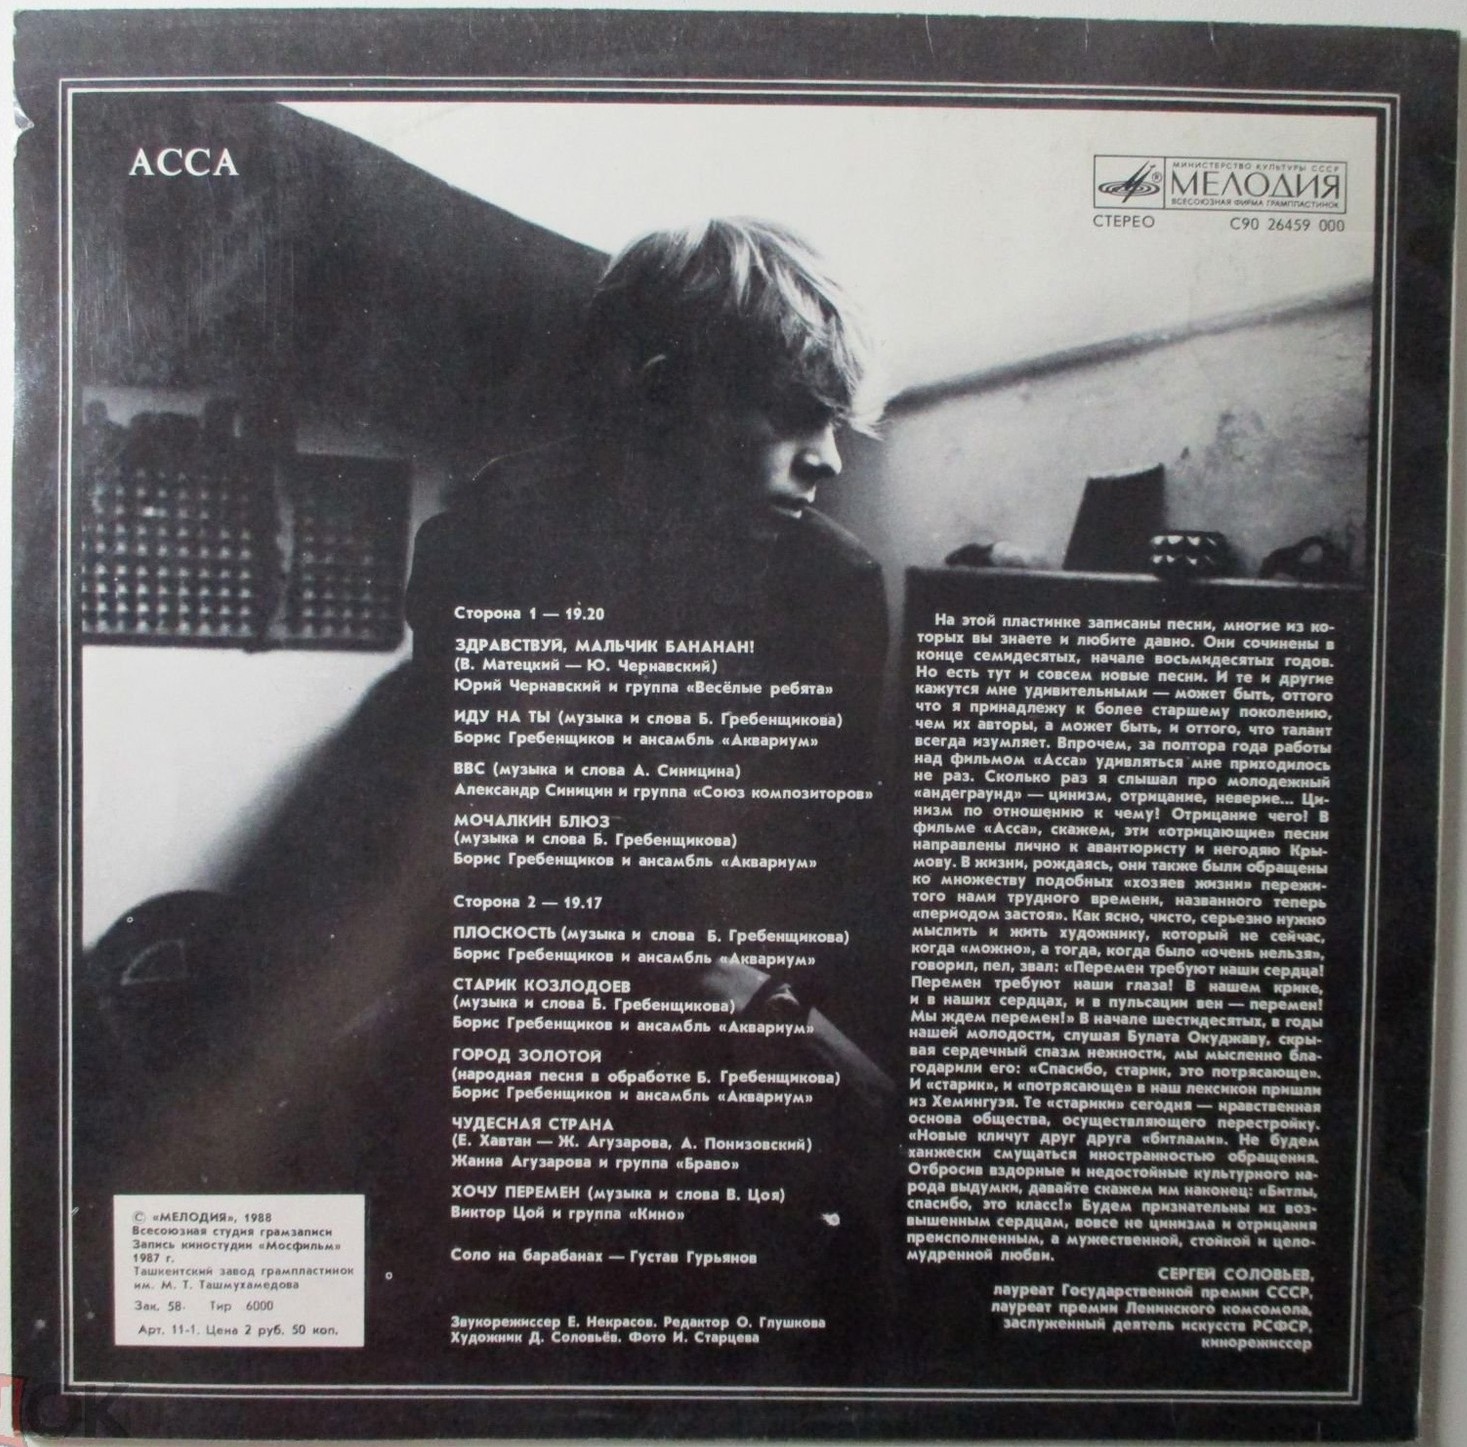 АССА
МИНИСТЕРСТВО КУЛЬТУРЫ СССР
МЕЛОДИЯ
ВСЕСОЮЗНАЯ ФИРМА ГРАМПЛАСТИНОК
СТЕРЕО С90 26459 000
Сторона 1 — 19.20
ЗДРАВСТВУЙ, МАЛЬЧИК БАНАНАН!
(В. Матецкий — Ю. Чернавский)
Юрий Чернавский и группа «Весёлые ребята»
ИДУ НА ТЫ (музыка и слова Б. Гребенщикова)
Борис Гребенщиков и ансамбль «Аквариум»
ВВС (музыка и слова А. Синицина)
Александр Синицин и группа «Союз композиторов»
МОЧАЛКИН БЛЮЗ
(музыка и слова Б. Гребенщикова)
Борис Гребенщиков и ансамбль «Аквариум»
Сторона 2 — 19.17
ПЛОСКОСТЬ (музыка и слова Б. Гребенщикова)
Борис Гребенщиков и ансамбль «Аквариум»
СТАРИК КОЗЛОДОЕВ
(музыка и слова Б. Гребенщикова)
Борис Гребенщиков и ансамбль «Аквариум»
ГОРОД ЗОЛОТОЙ
(народная песня в обработке Б. Гребенщикова)
Борис Гребенщиков и ансамбль «Аквариум»
ЧУДЕСНАЯ СТРАНА
(Е. Хавтан — Ж. Агузарова, А. Понизовский)
Жанна Агузарова и группа «Браво»
ХОЧУ ПЕРЕМЕН (музыка и слова В. Цоя)
Виктор Цой и группа «Кино»
Соло на барабанах — Густав Гурьянов
Звукорежиссер Е. Некрасов. Редактор О. Глушкова
Художник Д. Соловьёв. Фото И. Старцева
На этой пластинке записаны песни, многие из ко-
торых вы знаете и любите давно. Они сочинены в
конце семидесятых, начале восьмидесятых годов.
Но есть тут и совсем новые песни. И те и другие
кажутся мне удивительными — может быть, оттого
что я принадлежу к более старшему поколению,
чем их авторы, а может быть, и оттого, что талант
всегда изумляет. Впрочем, за полтора года работы
над фильмом «Асса» удивляться мне приходилось
не раз. Сколько раз я слышал про молодежный
«андеграунд» — цинизм, отрицание, неверие... Ци-
низм по отношению к чему! Отрицание чего! В
фильме «Асса», скажем, эти «отрицающие» песни
направлены лично к авантюристу и негодяю Кры-
мову. В жизни, рождаясь, они также были обращены
ко множеству подобных «хозяев жизни» пережи-
того нами трудного времени, названного теперь
«периодом застоя». Как ясно, чисто, серьезно нужно
мыслить и жить художнику, который не сейчас,
когда «можно», а тогда, когда было «очень нельзя»,
говорил, пел, звал: «Перемен требуют наши сердца!
Перемен требуют наши глаза! В нашем крике,
и в наших сердцах, и в пульсации вен — перемен!
Мы ждем перемен!» В начале шестидесятых, в годы
нашей молодости, слушая Булата Окуджаву, скры-
вая сердечный спазм нежности, мы мысленно бла-
годарили его: «Спасибо, старик, это потрясающе».
И «старик», и «потрясающе» в наш лексикон пришли
из Хемингуэя. Те «старики» сегодня — нравственная
основа общества, осуществляющего перестройку.
«Новые кличут друг друга «битлами». Не будем
ханжески смущаться иностранностью обращения.
Отбросив вздорные и недостойные культурного на-
рода выдумки, давайте скажем им наконец: «Битлы,
спасибо, это класс!» Будем признательны их воз-
вышенным сердцам, вовсе не цинизма и отрицания
преисполненным, а мужественной, стойкой и цело-
мудренной любви.
СЕРГЕЙ СОЛОВЬЕВ,
лауреат Государственной премии СССР,
лауреат премии Ленинского комсомола,
заслуженный деятель искусств РСФСР,
кинорежиссер
© «МЕЛОДИЯ», 1988
Всесоюзная студия грамзаписи
Запись киностудии «Мосфильм»
1987 г.
Ташкентский завод грампластинок
им. М. Т. Ташмухамедова
Зак. 58. Тир 6000
Арт. 11-1. Цена 2 руб. 50 коп.